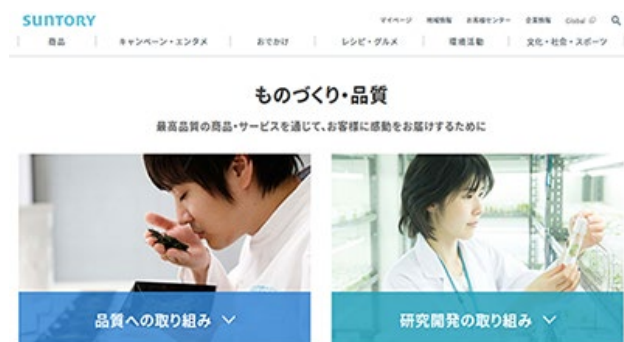 SUNTORY
マイページ 地域情報 お客様センター 企業情報 Global
商品 キャンペーン・エンタメ おでかけ レシピ・グルメ 環境活動 文化・社会・スポーツ
ものづくり・品質
最高品質の商品・サービスを通じて、お客様に感動をお届けするために
品質への取り組み
研究開発の取り組み